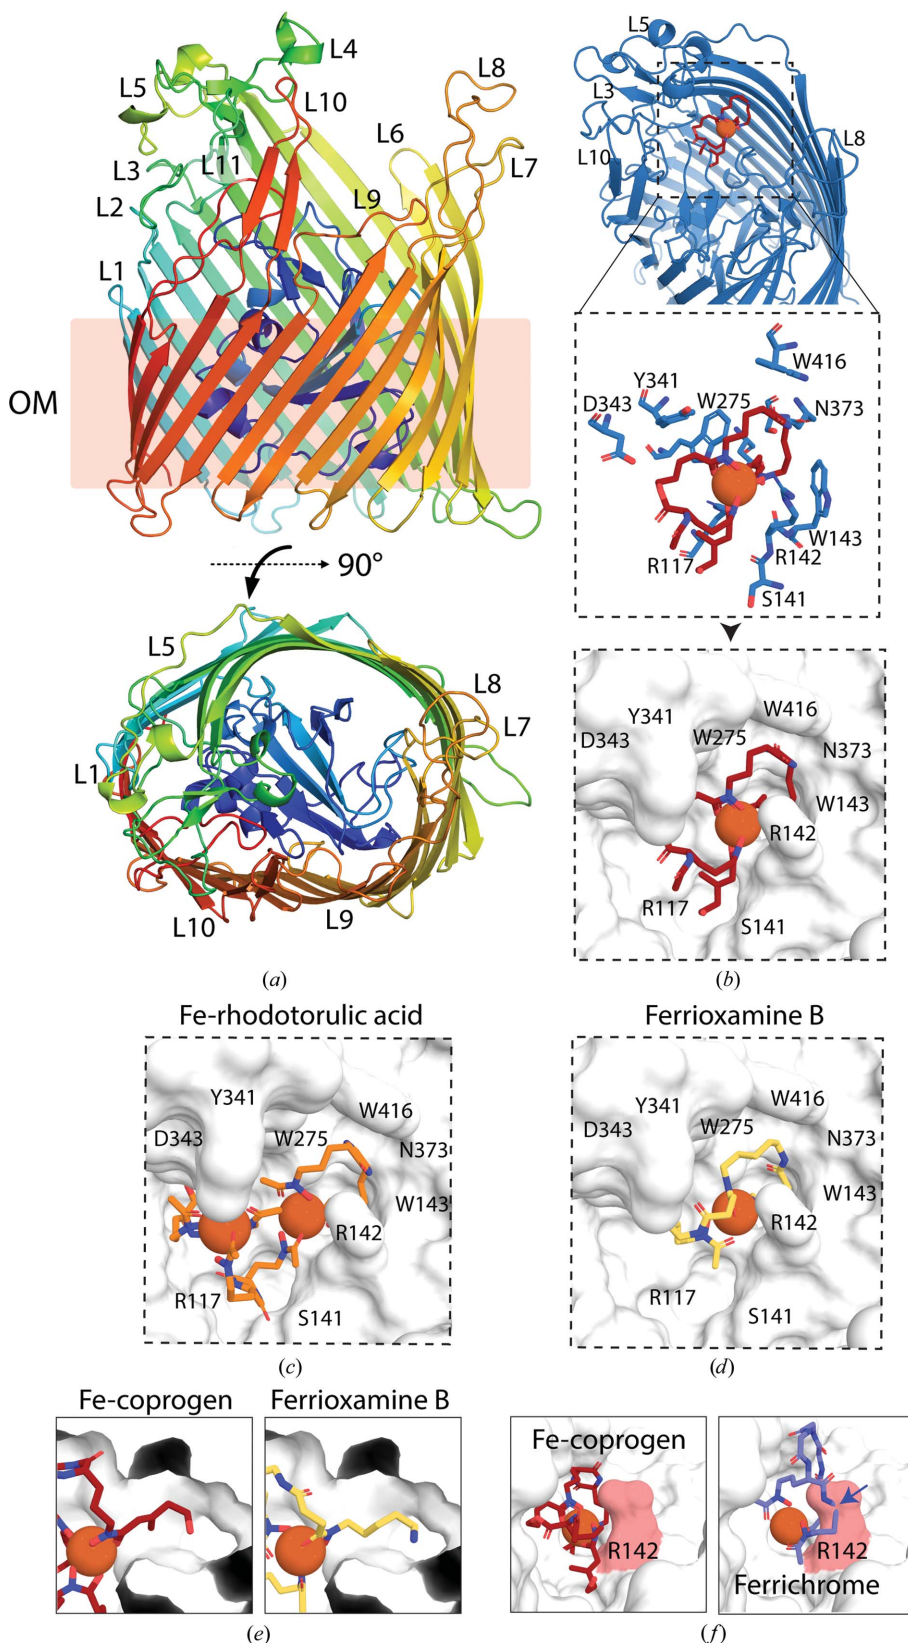 L4
L5
L10
L8
L6
L7
L3
L11
L2
L9
L1
OM
90°
L5
L8
L7
L1
L10
L9
(a)
L5
L3
L8
L10
W416
Y341
D343
W275
N373
W143
R117
R142
S141
W416
Y341
D343
W275
N373
W143
R142
R117
S141
(b)
Fe-rhodotorulic acid
Y341
W416
D343
W275
N373
W143
R142
R117
S141
(c)
Ferrioxamine B
W416
Y341
D343
W275
N373
W143
R142
R117
S141
(d)
Fe-coprogen
Ferrioxamine B
(e)
Fe-coprogen
R142
R142
Ferrichrome
(f)